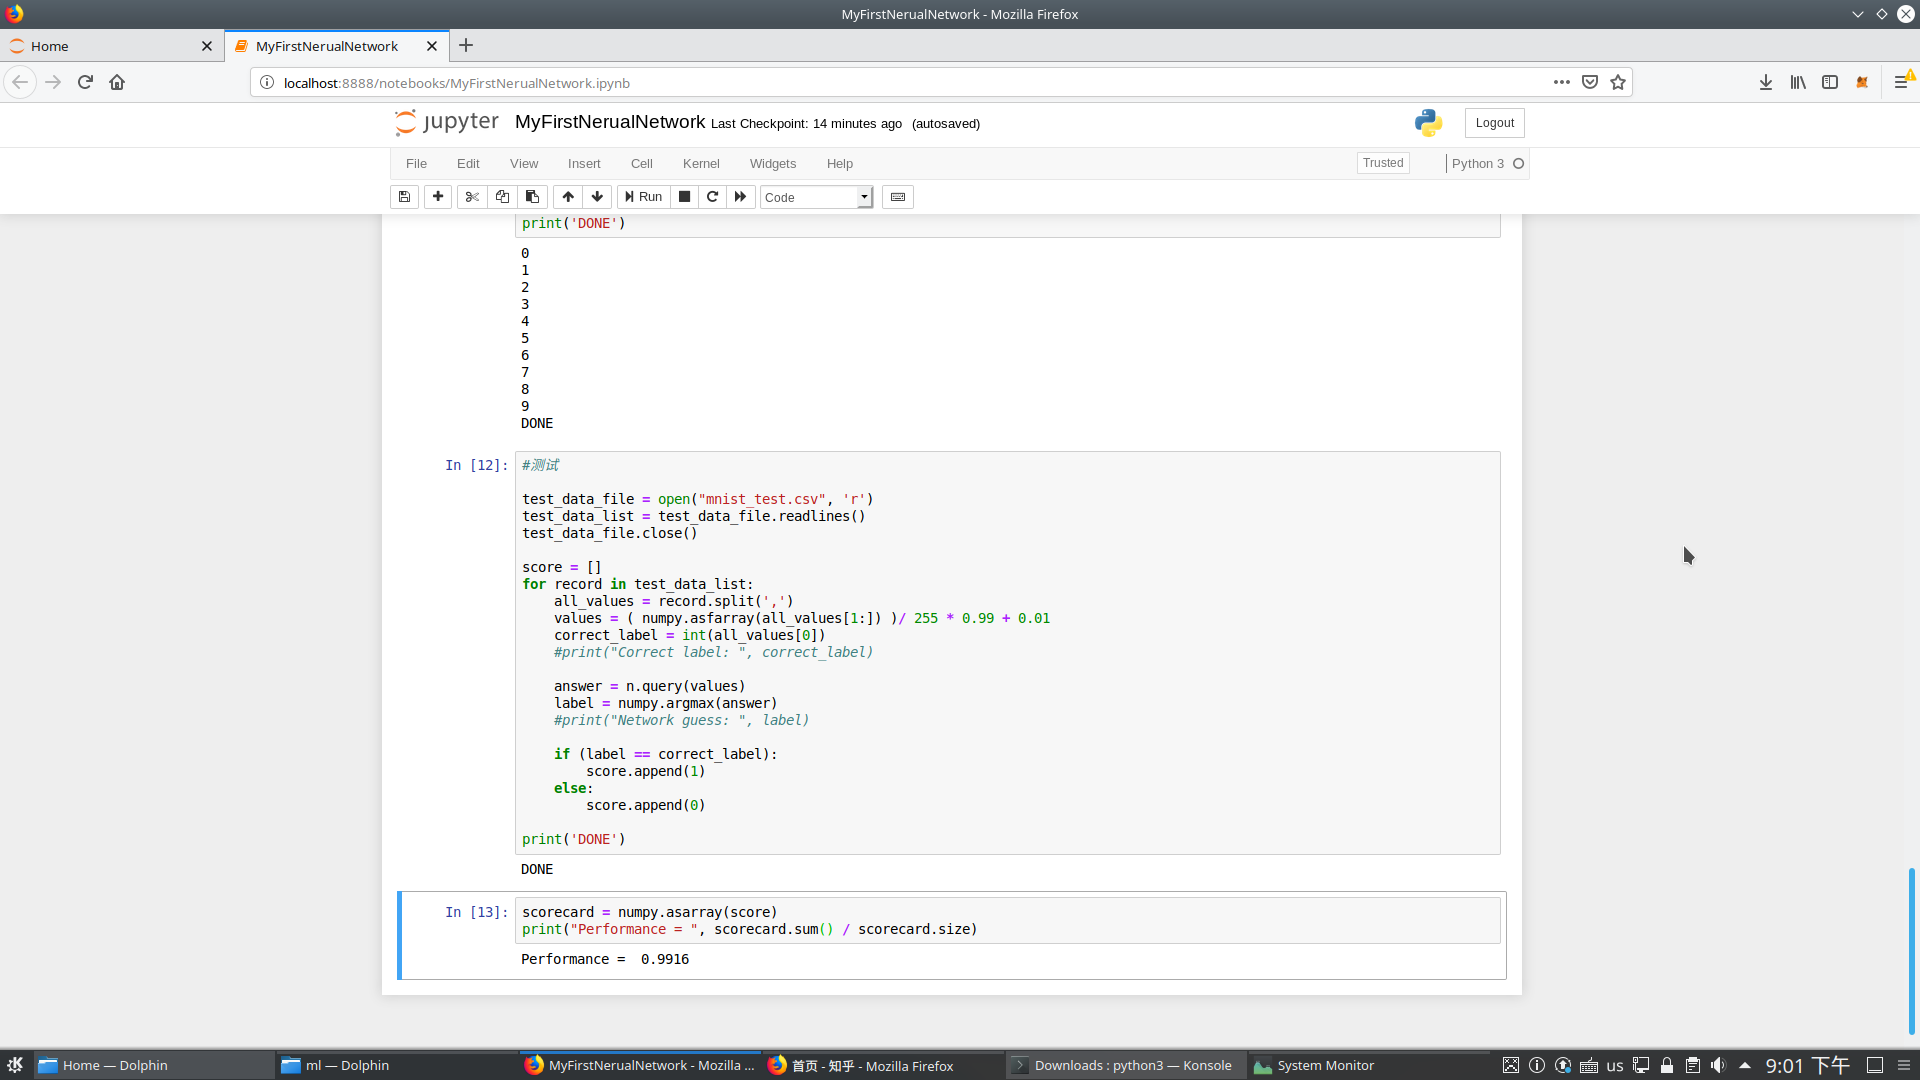 MyFirstNerualNetwork - Mozilla Firefox
Home
MyFirstNerualNetwork
localhost:8888/notebooks/MyFirstNerualNetwork.ipynb
jupyter
MyFirstNerualNetwork Last Checkpoint: 14 minutes ago (autosaved)
Logout
File Edit View Insert Cell Kernel Widgets Help
Trusted
Python 3
Run
Code
print('DONE')
0
1
2
3
4
5
6
7
8
9
DONE
In [12]:
#测试
test_data_file = open("mnist_test.csv", 'r')
test_data_list = test_data_file.readlines()
test_data_file.close()
score = []
for record in test_data_list:
    all_values = record.split(',')
    values = ( numpy.asfarray(all_values[1:]) )/ 255 * 0.99 + 0.01
    correct_label = int(all_values[0])
    #print("Correct label: ", correct_label)
    answer = n.query(values)
    label = numpy.argmax(answer)
    #print("Network guess: ", label)
    if (label == correct_label):
        score.append(1)
    else:
        score.append(0)
print('DONE')
DONE
In [13]:
scorecard = numpy.asarray(score)
print("Performance = ", scorecard.sum() / scorecard.size)
Performance =  0.9916
Home — Dolphin
ml — Dolphin
MyFirstNerualNetwork - Mozilla ...
首页 - 知乎 - Mozilla Firefox
Downloads : python3 — Konsole
System Monitor
us
9:01 下午